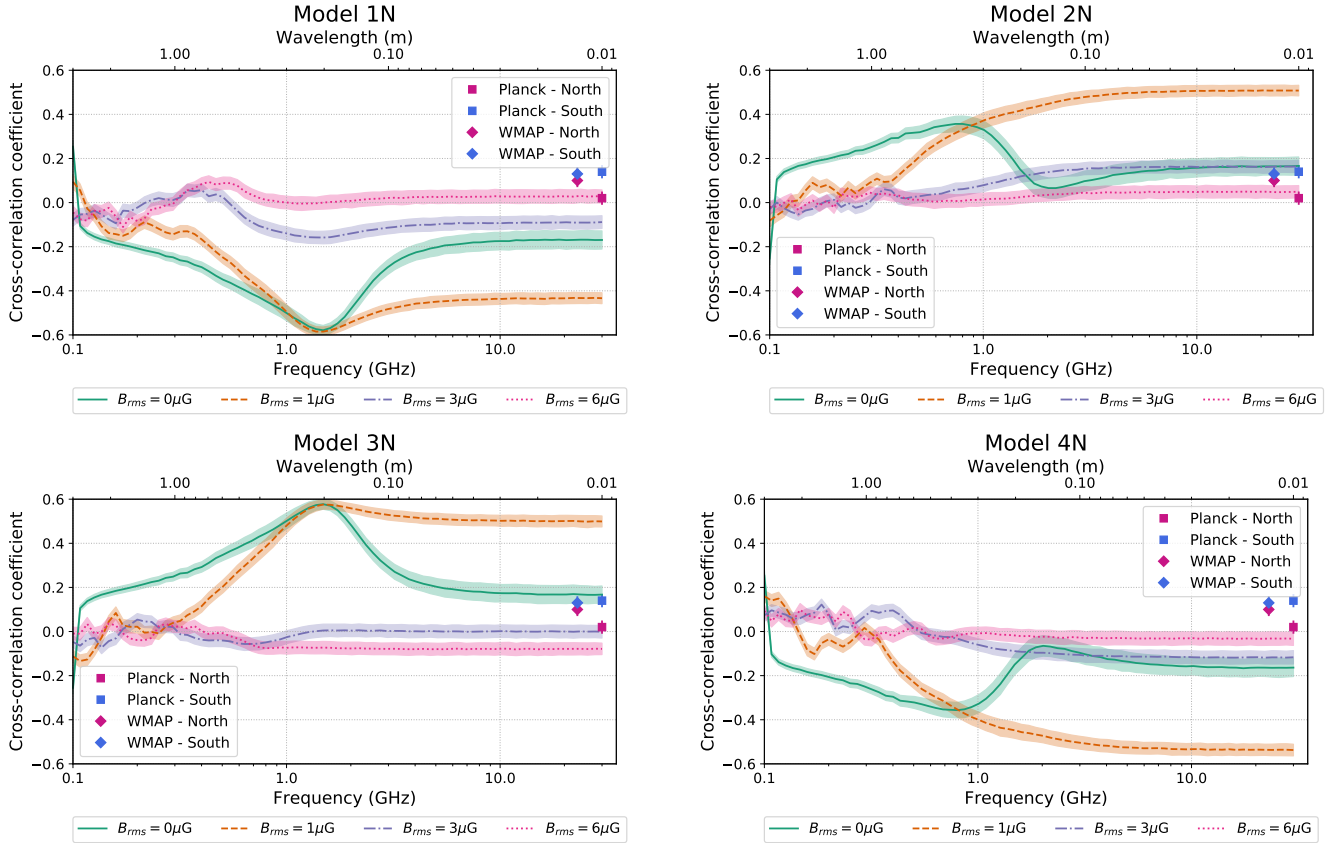 Model 1N
Wavelength (m)
1.00 0.10 0.01
Cross-correlation coefficient
0.6
0.4
0.2
0.0
−0.2
−0.4
−0.6
Planck - North
Planck - South
WMAP - North
WMAP - South
0.1 1.0 10.0
Frequency (GHz)
B_rms = 0μG B_rms = 1μG B_rms = 3μG B_rms = 6μG
Model 2N
Wavelength (m)
1.00 0.10 0.01
Cross-correlation coefficient
0.6
0.4
0.2
0.0
−0.2
−0.4
−0.6
Planck - North
Planck - South
WMAP - North
WMAP - South
0.1 1.0 10.0
Frequency (GHz)
B_rms = 0μG B_rms = 1μG B_rms = 3μG B_rms = 6μG
Model 3N
Wavelength (m)
1.00 0.10 0.01
Cross-correlation coefficient
0.6
0.4
0.2
0.0
−0.2
−0.4
−0.6
Planck - North
Planck - South
WMAP - North
WMAP - South
0.1 1.0 10.0
Frequency (GHz)
B_rms = 0μG B_rms = 1μG B_rms = 3μG B_rms = 6μG
Model 4N
Wavelength (m)
1.00 0.10 0.01
Cross-correlation coefficient
0.6
0.4
0.2
0.0
−0.2
−0.4
−0.6
Planck - North
Planck - South
WMAP - North
WMAP - South
0.1 1.0 10.0
Frequency (GHz)
B_rms = 0μG B_rms = 1μG B_rms = 3μG B_rms = 6μG